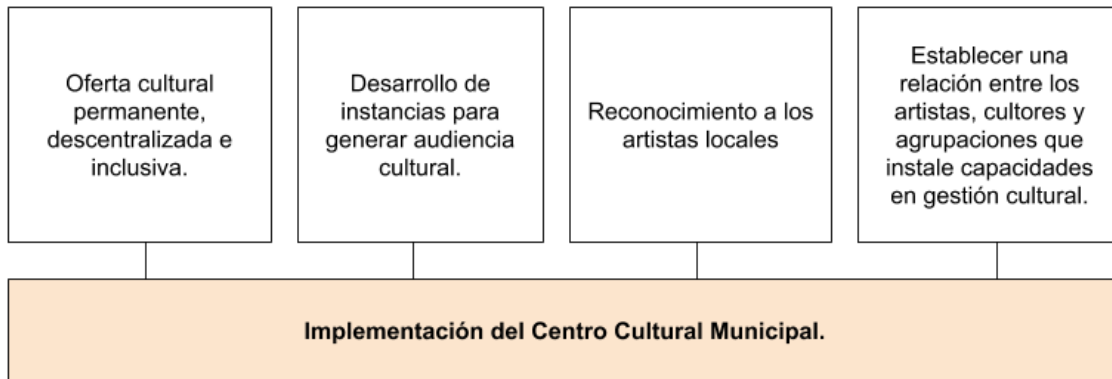 Oferta cultural
permanente,
descentralizada e
inclusiva.
Desarrollo de
instancias para
generar audiencia
cultural.
Reconocimiento a los
artistas locales
Establecer una
relación entre los
artistas, cultores y
agrupaciones que
instale capacidades
en gestión cultural.
Implementación del Centro Cultural Municipal.